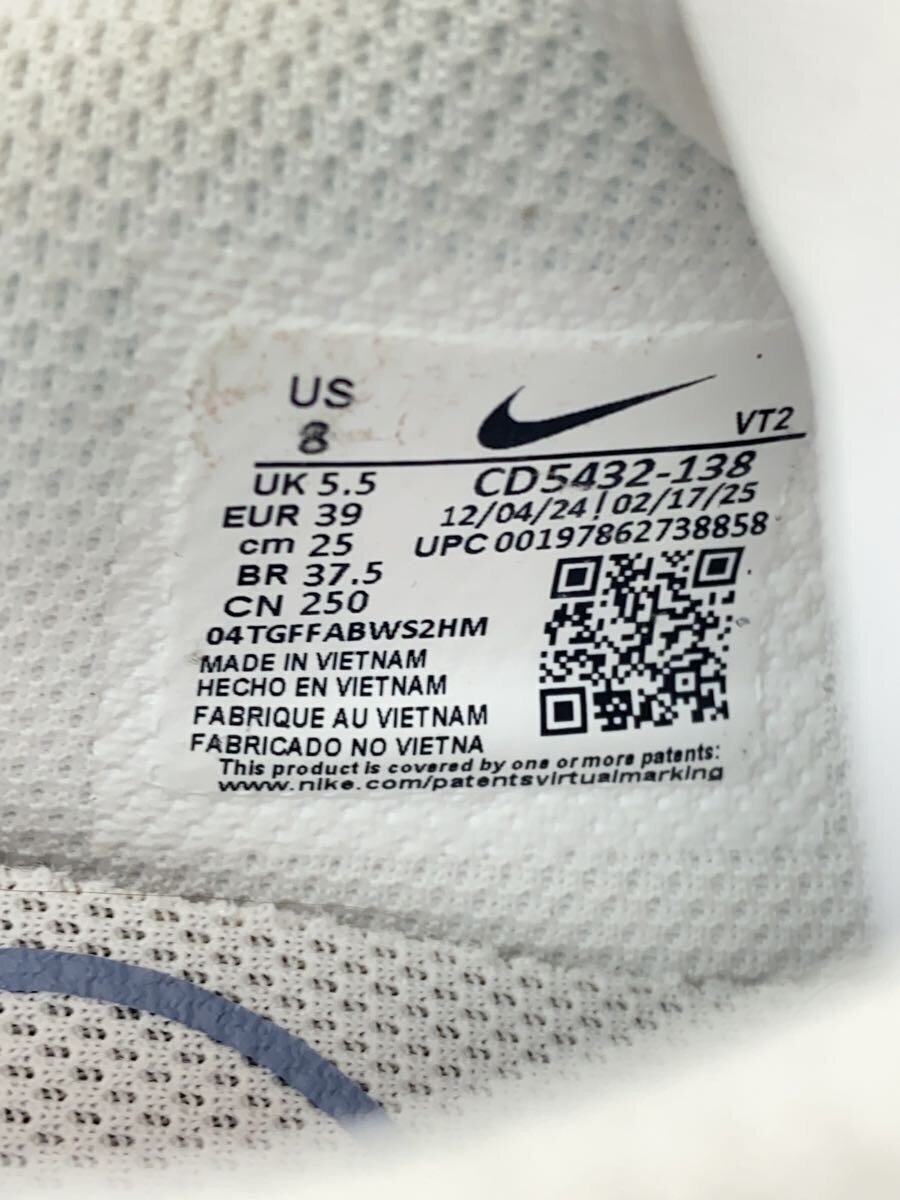 US
8
VT2
UK 5.5
CD5432-138
EUR 39
12/04/24 ! 02/17/25
cm 25
UPC 00197862738858
BR 37.5
CN 250
04TGFFABWS2HM
MADE IN VIETNAM
HECHO EN VIETNAM
FABRIQUE AU VIETNAM
FABRICADO NO VIETNA
This product is covered by one or more patents:
www.nike.com/patentsvirtualmarking